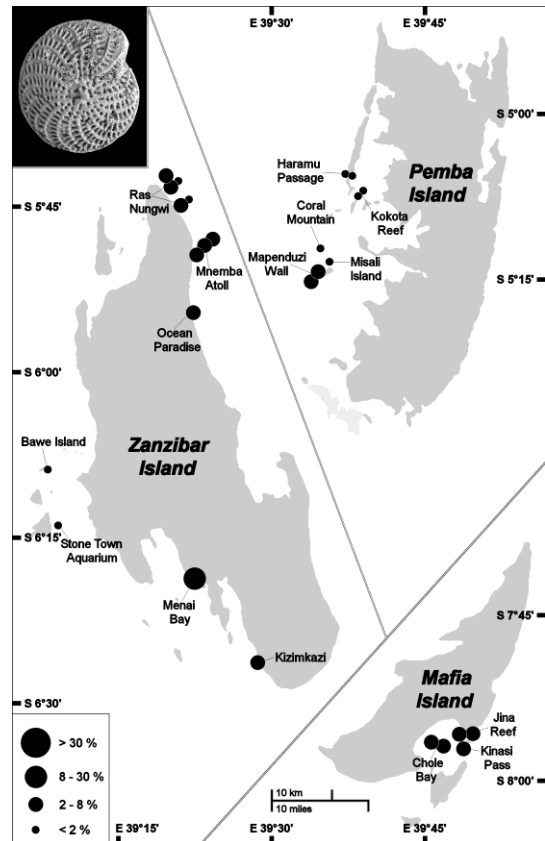 E 39°30'
E 39°45'
S 5°00'
Haramu
Passage
Pemba
Island
Ras
Nungwi
S 5°45'
Coral
Mountain
Kokota
Reef
Mapenduzi
Wall
Misali
Island
Mnemba
Atoll
S 5°15'
Ocean
Paradise
S 6°00'
Zanzibar
Island
Bawe Island
S 6°15'
Stone Town
Aquarium
Menai
Bay
S 7°45'
Kizimkazi
Mafia
Island
S 6°30'
Jina
Reef
Chole
Bay
Kinasi
Pass
> 30 %
8 - 30 %
2 - 8 %
< 2 %
S 8°00'
10 km
10 miles
E 39°15'
E 39°30'
E 39°45'